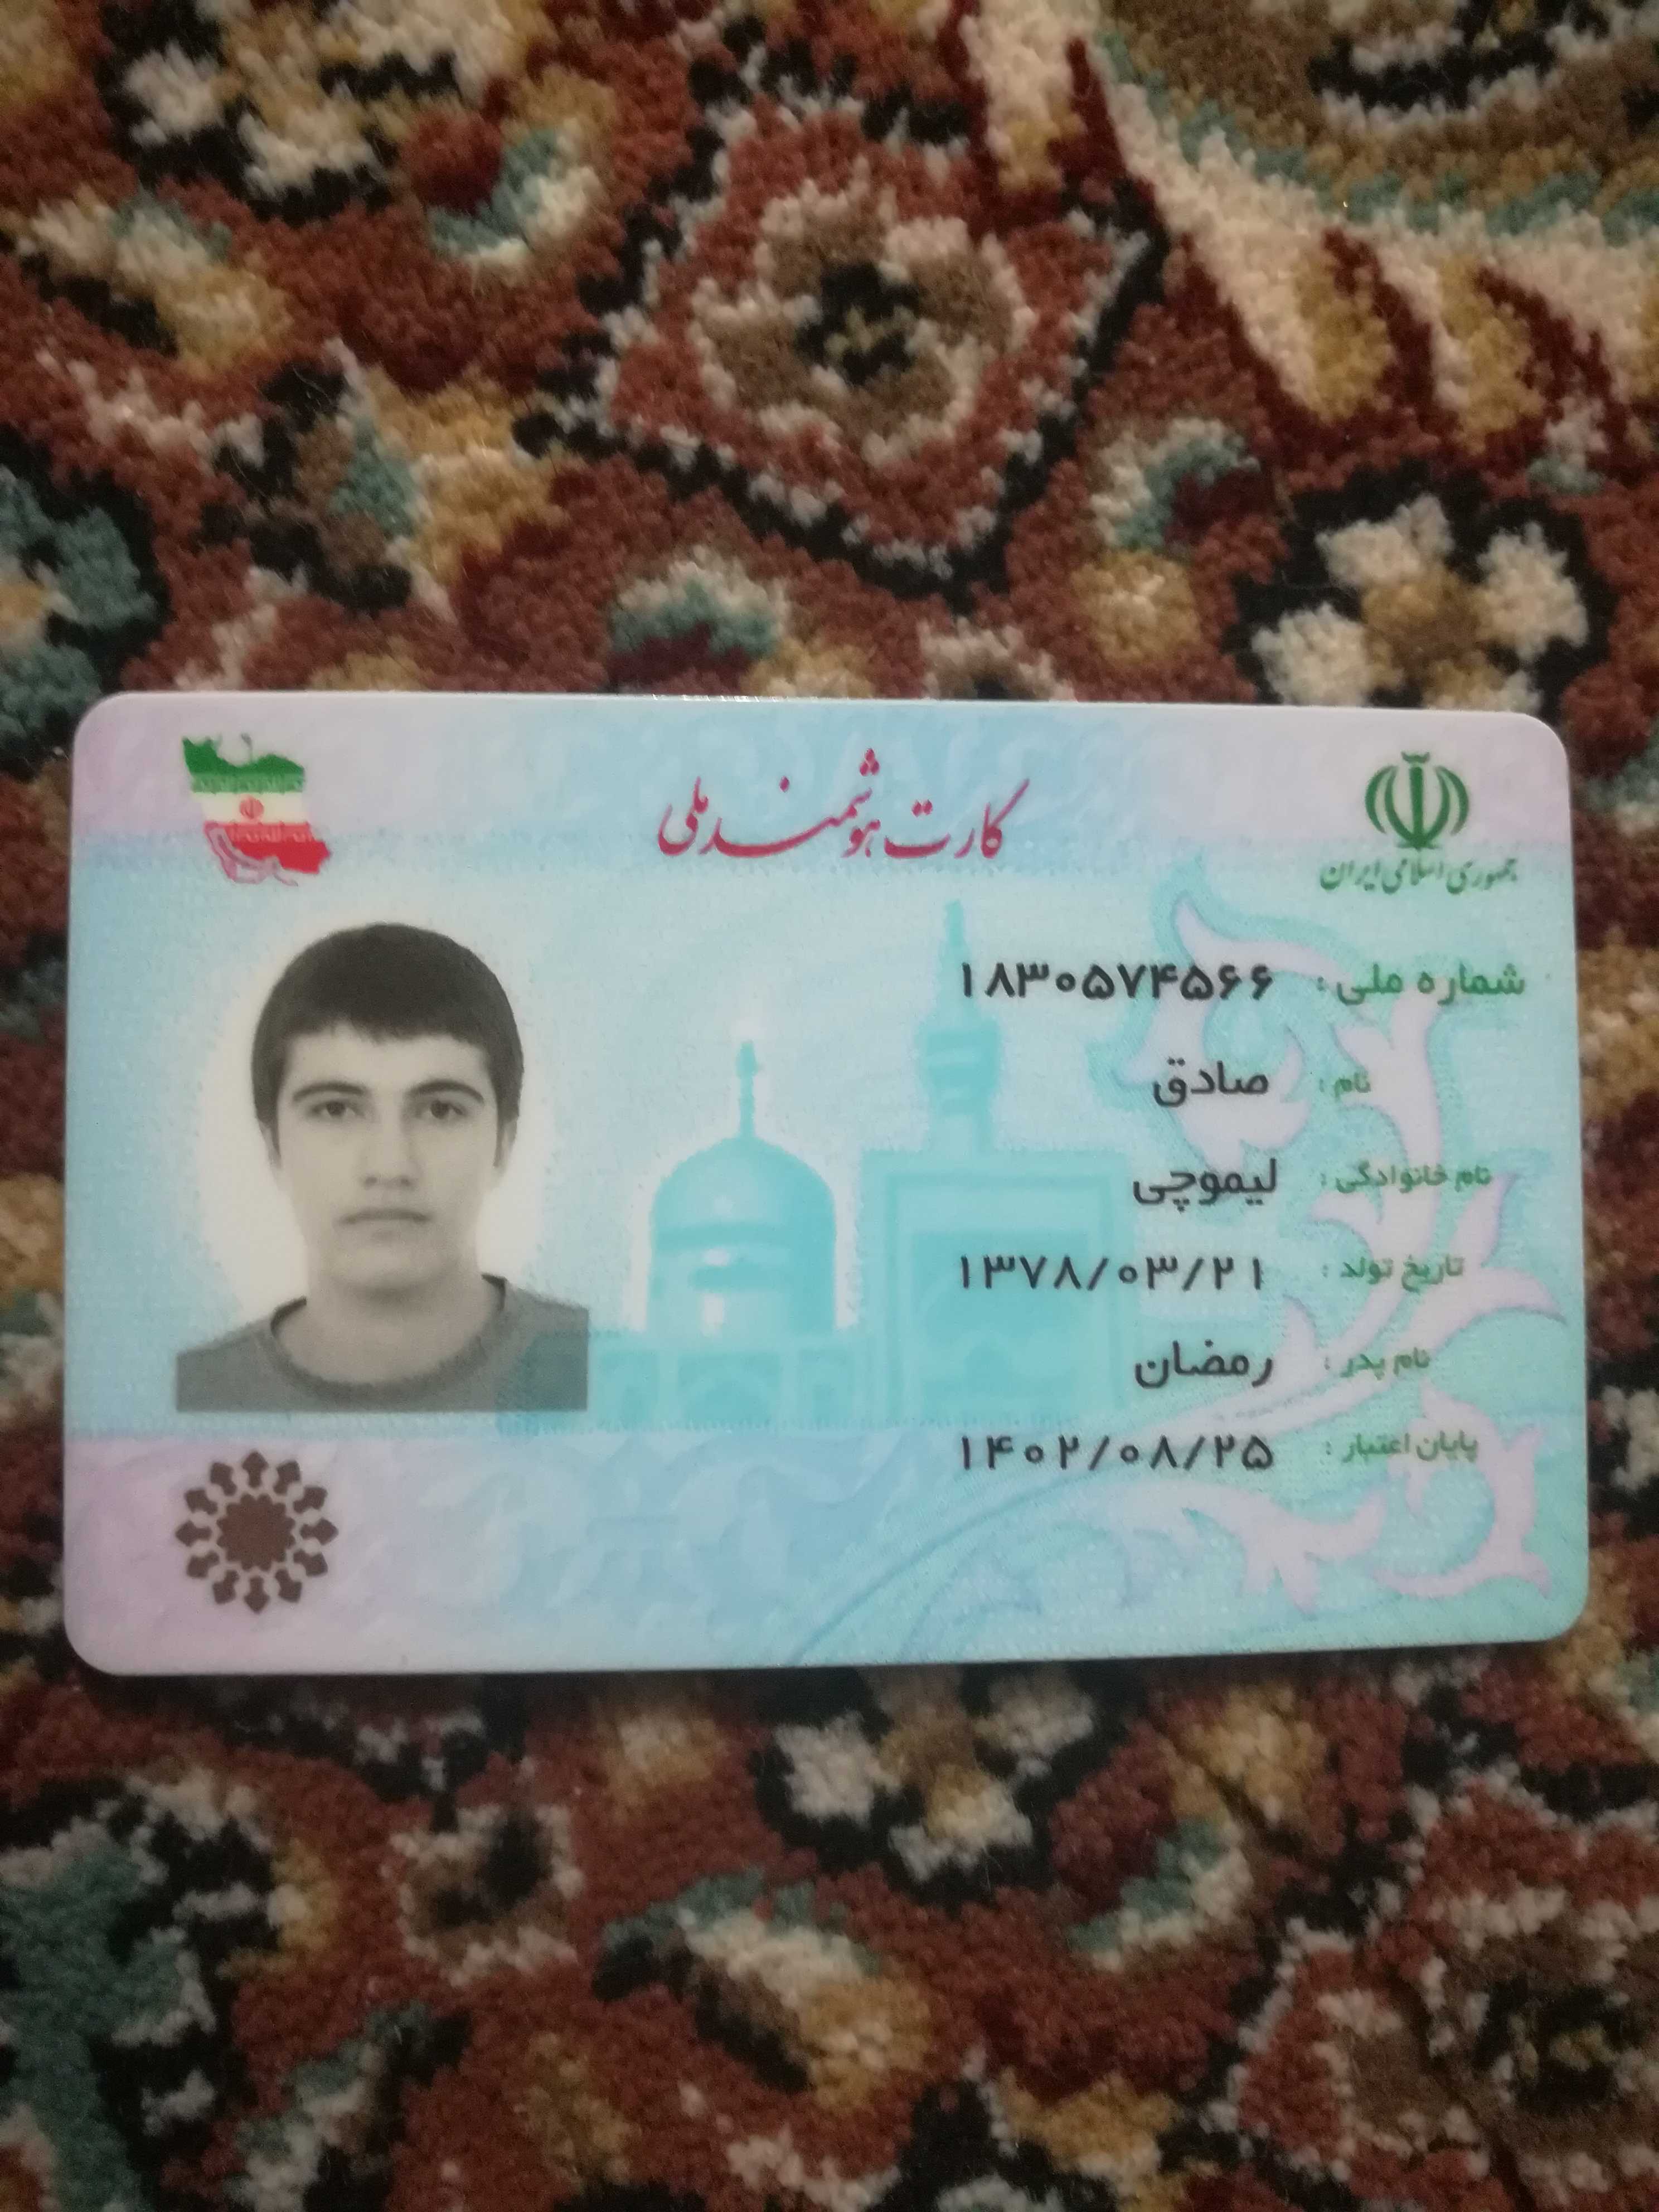 کارت هوشمند ملی
جمهوری اسلامی ایران
شماره ملی : ۱۸۳۰۵۷۴۵۶۶
نام : صادق
نام خانوادگی : لیموچی
تاریخ تولد : ۱۳۷۸/۰۳/۲۱
نام پدر : رمضان
پایان اعتبار : ۱۴۰۲/۰۸/۲۵